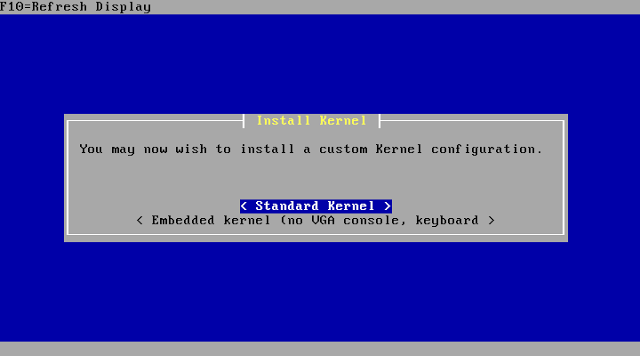 F10=Refresh Display
Install Kernel
You may now wish to install a custom Kernel configuration.
< Standard Kernel >
< Embedded kernel (no VGA console, keyboard >